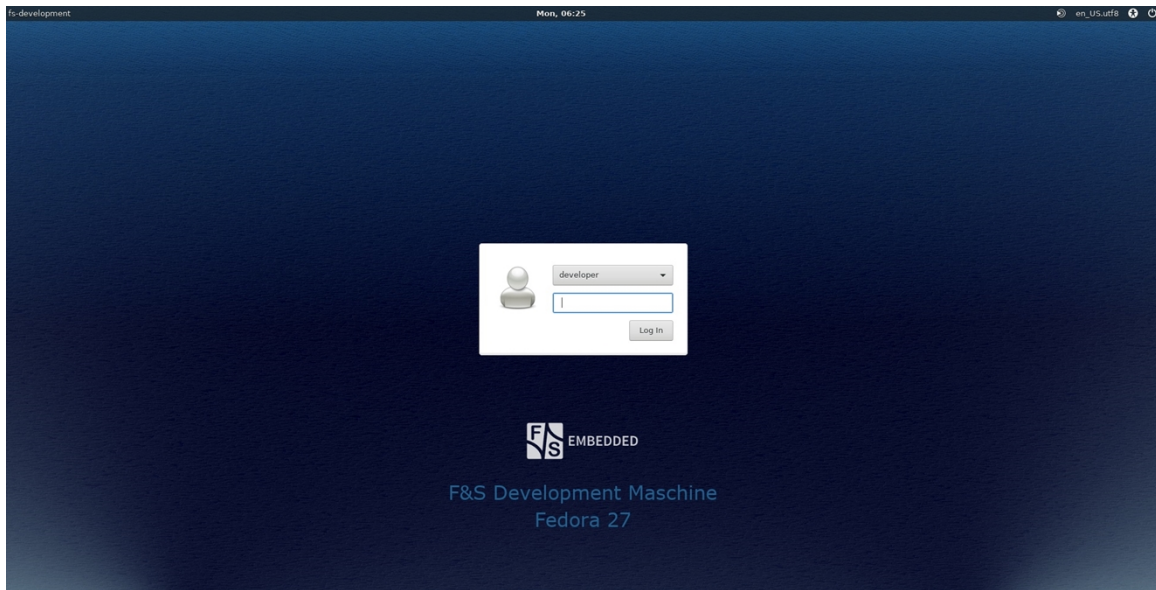 fs-development Mon, 06:25 en_US.utf8
developer
Log In
F&S EMBEDDED
F&S Development Maschine
Fedora 27